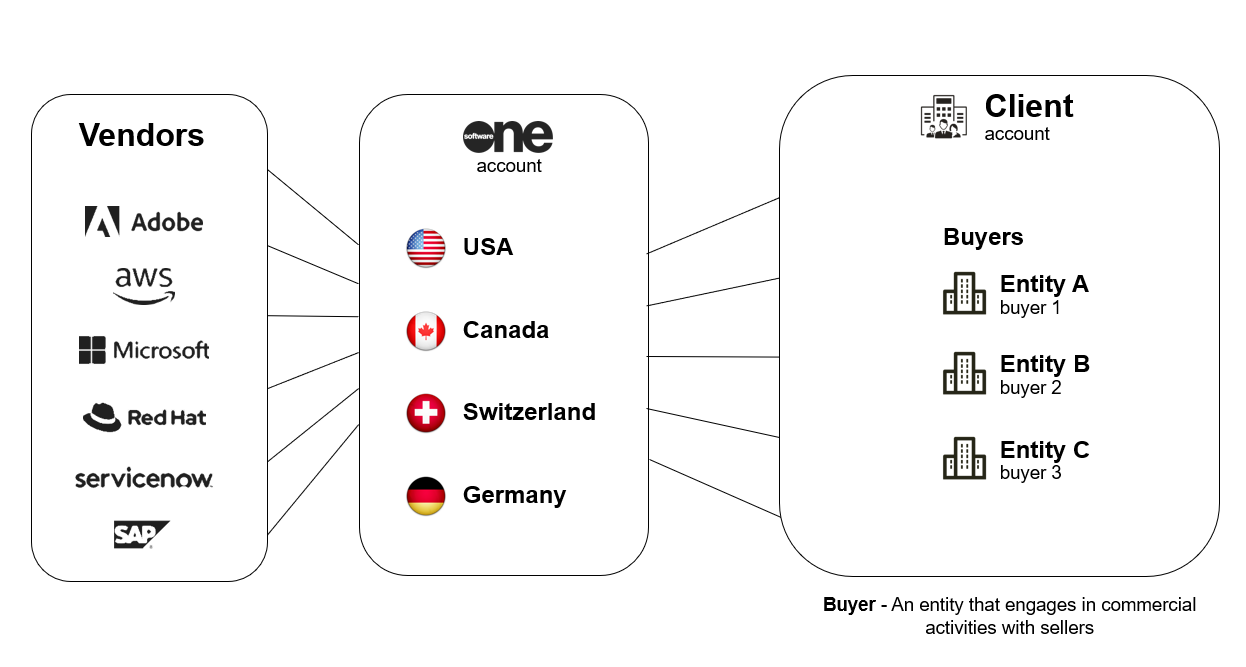 Vendors
Adobe
aws
Microsoft
Red Hat
servicenow
SAP
software one
account
USA
Canada
Switzerland
Germany
Client
account
Buyers
Entity A
buyer 1
Entity B
buyer 2
Entity C
buyer 3
Buyer - An entity that engages in commercial
activities with sellers